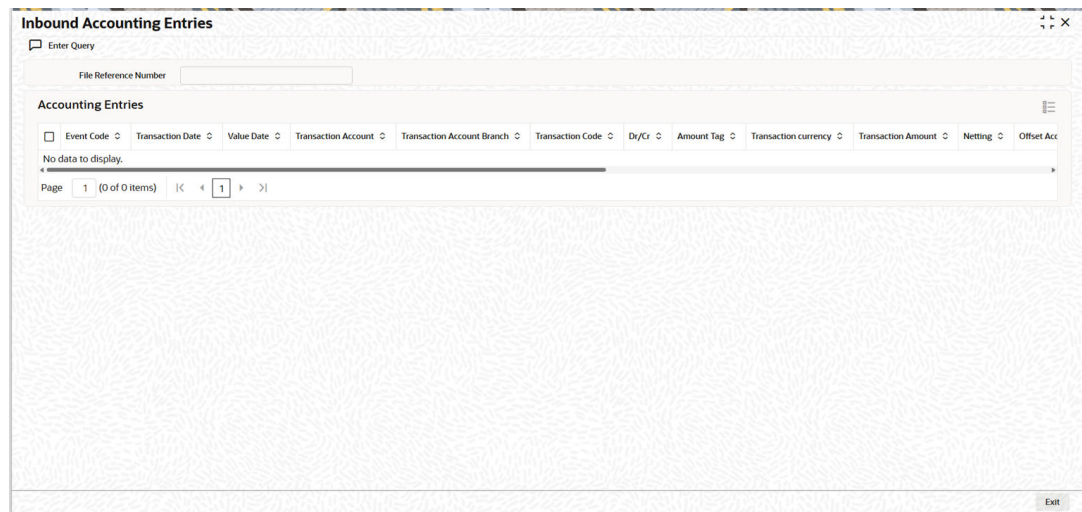 Inbound Accounting Entries
Enter Query
File Reference Number
Accounting Entries
Event Code Transaction Date Value Date Transaction Account Transaction Account Branch Transaction Code Dr/Cr Amount Tag Transaction currency Transaction Amount Netting Offset Acc
No data to display.
Page 1 (0 of 0 items) 1
Exit